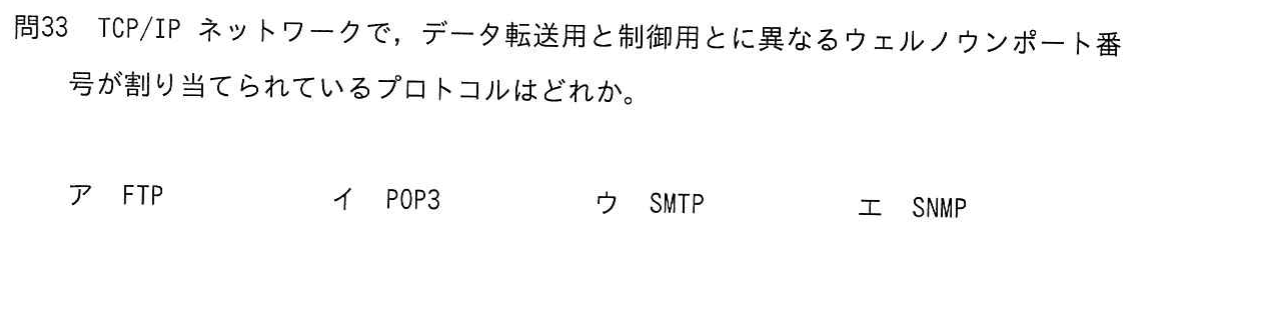 問33　TCP/IP ネットワークで，データ転送用と制御用とに異なるウェルノウンポート番
号が割り当てられているプロトコルはどれか。
ア　FTP　イ　POP3　ウ　SMTP　エ　SNMP